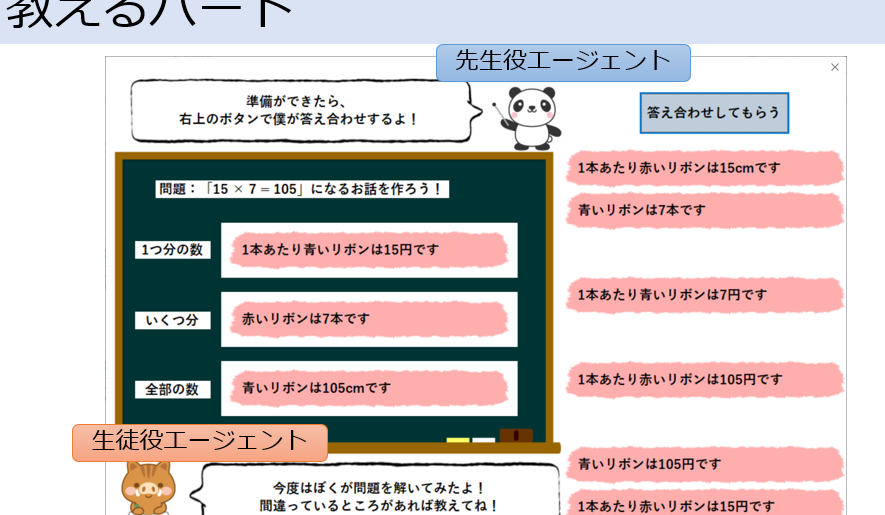 教えるパート
先生役エージェント
準備ができたら、
右上のボタンで僕が答え合わせするよ！
答え合わせしてもらう
問題：「15 × 7 = 105」になるお話を作ろう！
1つ分の数
1本あたり青いリボンは15円です
いくつ分
赤いリボンは7本です
全部の数
青いリボンは105cmです
1本あたり赤いリボンは15cmです
青いリボンは7本です
1本あたり青いリボンは7円です
1本あたり赤いリボンは105円です
青いリボンは105円です
1本あたり赤いリボンは15円です
生徒役エージェント
今度はぼくが問題を解いてみたよ！
間違っているところがあれば教えてね！